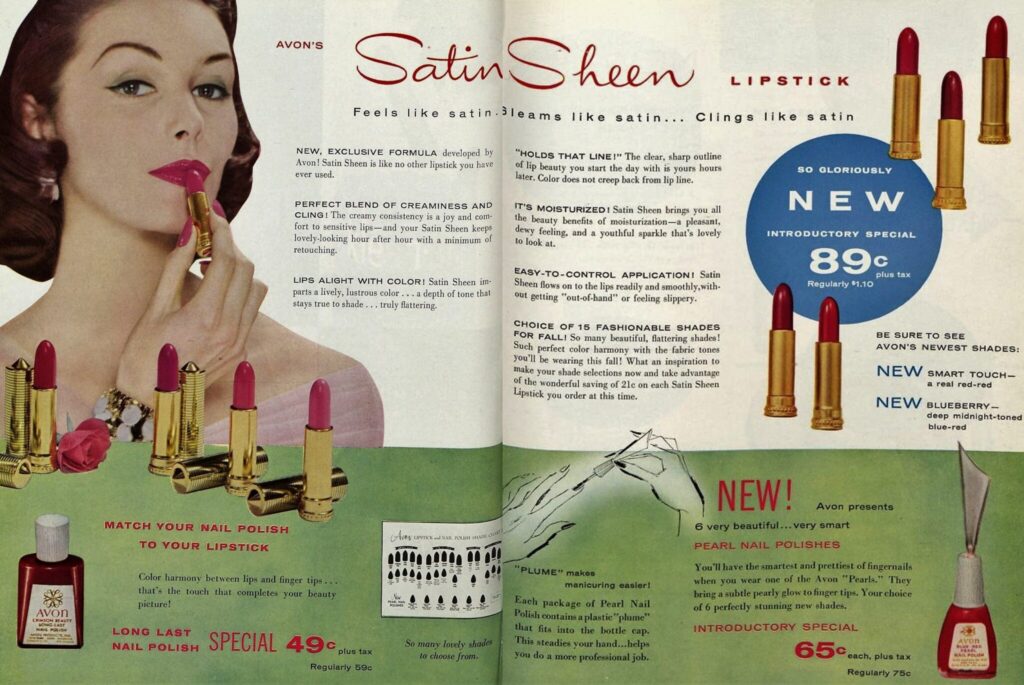 AVON'S
Satin Sheen
LIPSTICK
Feels like satin. Gleams like satin... Clings like satin
NEW, EXCLUSIVE FORMULA developed by
Avon! Satin Sheen is like no other lipstick you have
ever used.
PERFECT BLEND OF CREAMINESS AND
CLING! The creamy consistency is a joy and com-
fort to sensitive lips—and your Satin Sheen keeps
lovely-looking hour after hour with a minimum of
retouching.
LIPS ALIGHT WITH COLOR! Satin Sheen im-
parts a lively, lustrous color . . . a depth of tone that
stays true to shade . . . truly flattering.
"HOLDS THAT LINE!" The clear, sharp outline
of lip beauty you start the day with is yours hours
later. Color does not creep back from lip line.
IT'S MOISTURIZED! Satin Sheen brings you all
the beauty benefits of moisturization—a pleasant,
dewy feeling, and a youthful sparkle that's lovely
to look at.
EASY-TO-CONTROL APPLICATION! Satin
Sheen flows on to the lips readily and smoothly,with-
out getting "out-of-hand" or feeling slippery.
CHOICE OF 15 FASHIONABLE SHADES
FOR FALL! So many beautiful, flattering shades!
Such perfect color harmony with the fabric tones
you'll be wearing this fall! What an inspiration to
make your shade selections now and take advantage
of the wonderful saving of 21c on each Satin Sheen
Lipstick you order at this time.
SO GLORIOUSLY
NEW
INTRODUCTORY SPECIAL
89c
plus tax
Regularly $1.10
BE SURE TO SEE
AVON'S NEWEST SHADES:
NEW SMART TOUCH—
a real red-red
NEW BLUEBERRY—
deep midnight-toned
blue-red
MATCH YOUR NAIL POLISH
TO YOUR LIPSTICK
Color harmony between lips and finger tips . . .
that's the touch that completes your beauty
picture!
LONG LAST
NAIL POLISH SPECIAL 49c plus tax
Regularly 59c
AVON
CRIMSON BEAUTY
LONG LAST
NAIL POLISH
Avon LIPSTICK and NAIL POLISH SHADE CHART
So many lovely shades
to choose from.
"PLUME" makes
manicuring easier!
Each package of Pearl Nail
Polish contains a plastic "plume"
that fits into the bottle cap.
This steadies your hand...helps
you do a more professional job.
NEW! Avon presents
6 very beautiful...very smart
PEARL NAIL POLISHES
You'll have the smartest and prettiest of fingernails
when you wear one of the Avon "Pearls." They
bring a subtle pearly glow to finger tips. Your choice
of 6 perfectly stunning new shades.
INTRODUCTORY SPECIAL
65c each, plus tax
Regularly 75c
AVON
BLUE RED
PEARL
NAIL POLISH